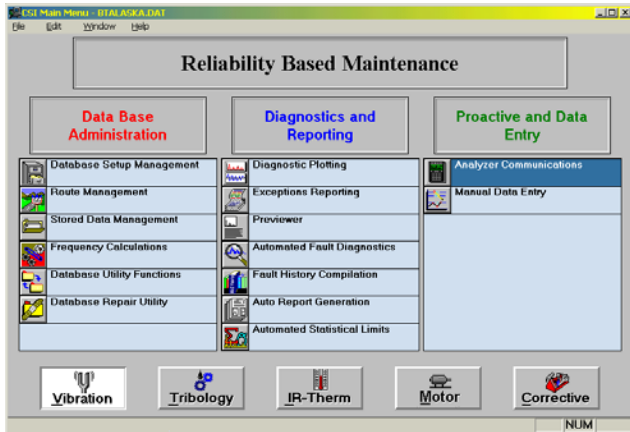 CSI Main Menu - BTALASKA.DAT
File Edit Window Help
Reliability Based Maintenance
Data Base
Administration
Diagnostics and
Reporting
Proactive and Data
Entry
Database Setup Management
Route Management
Stored Data Management
Frequency Calculations
Database Utility Functions
Database Repair Utility
Diagnostic Plotting
Exceptions Reporting
Previewer
Automated Fault Diagnostics
Fault History Compilation
Auto Report Generation
Automated Statistical Limits
Analyzer Communications
Manual Data Entry
Vibration
Tribology
IR-Therm
Motor
Corrective
NUM